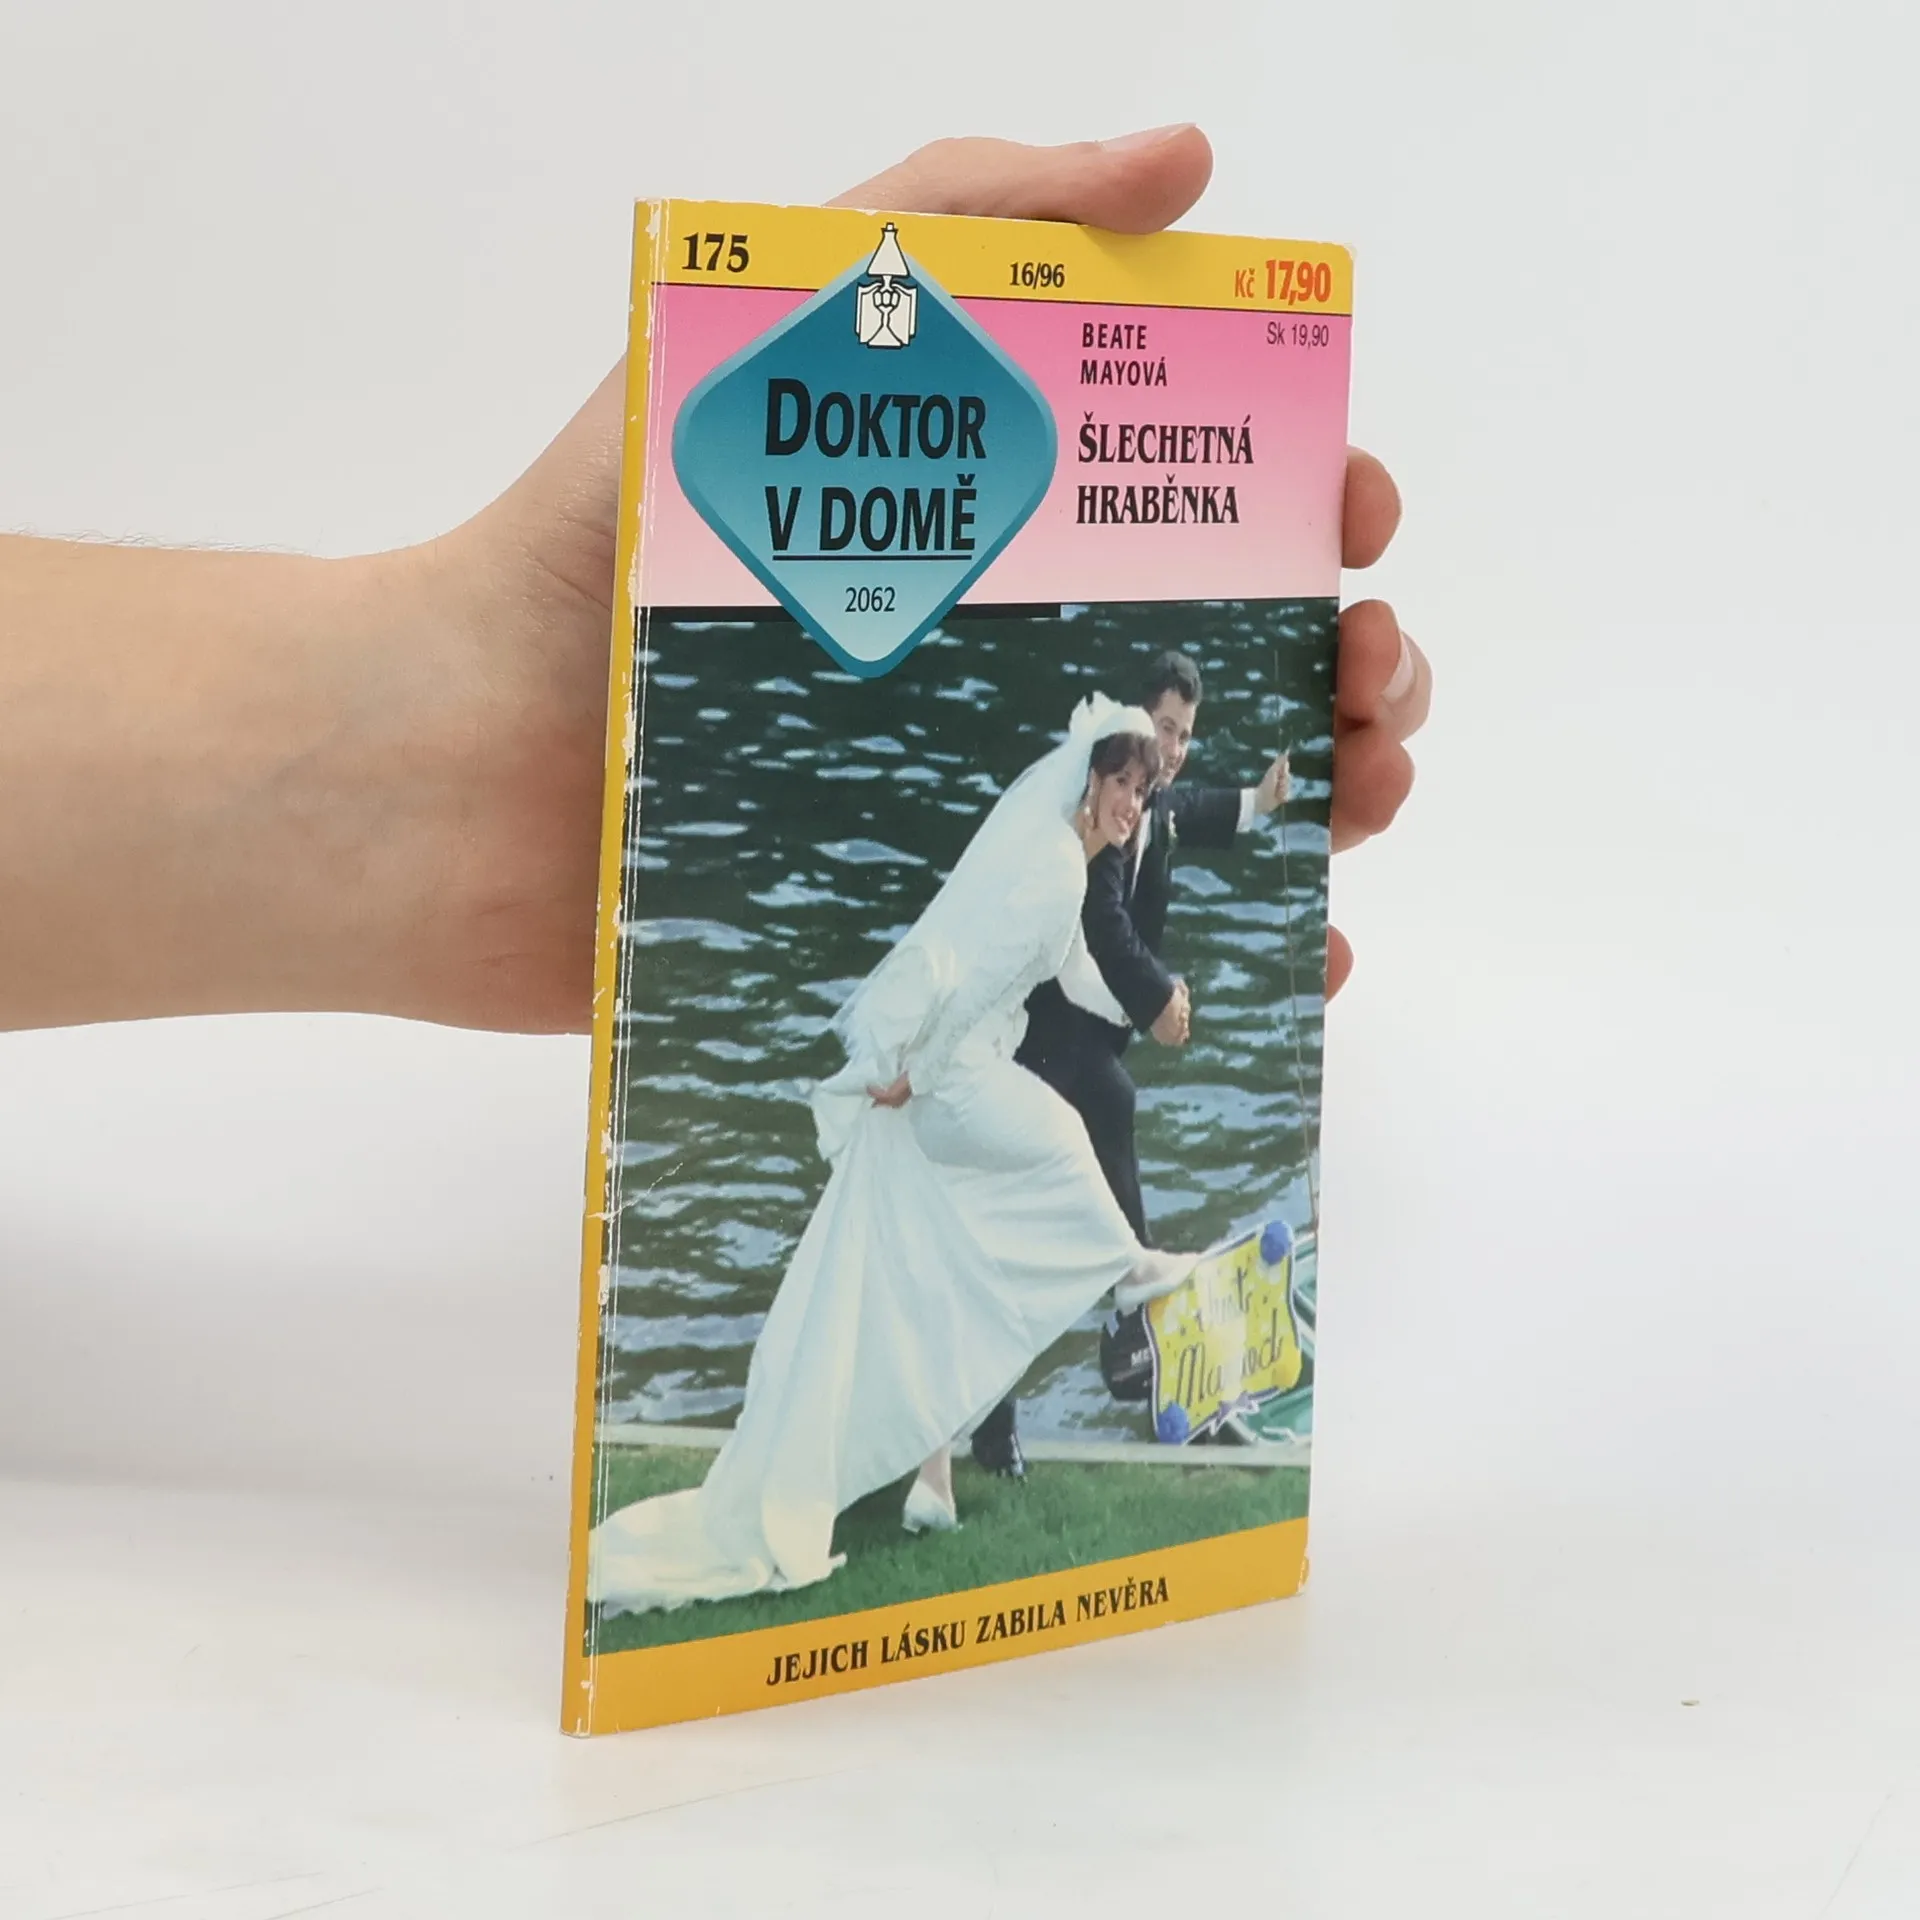 175
16/96
Kč 17,90
Sk 19,90
DOKTOR
V DOMĚ
2062
BEATE
MAYOVÁ
ŠLECHETNÁ
HRABĚNKA
Just
JEJICH LÁSKU ZABILA NEVĚRA